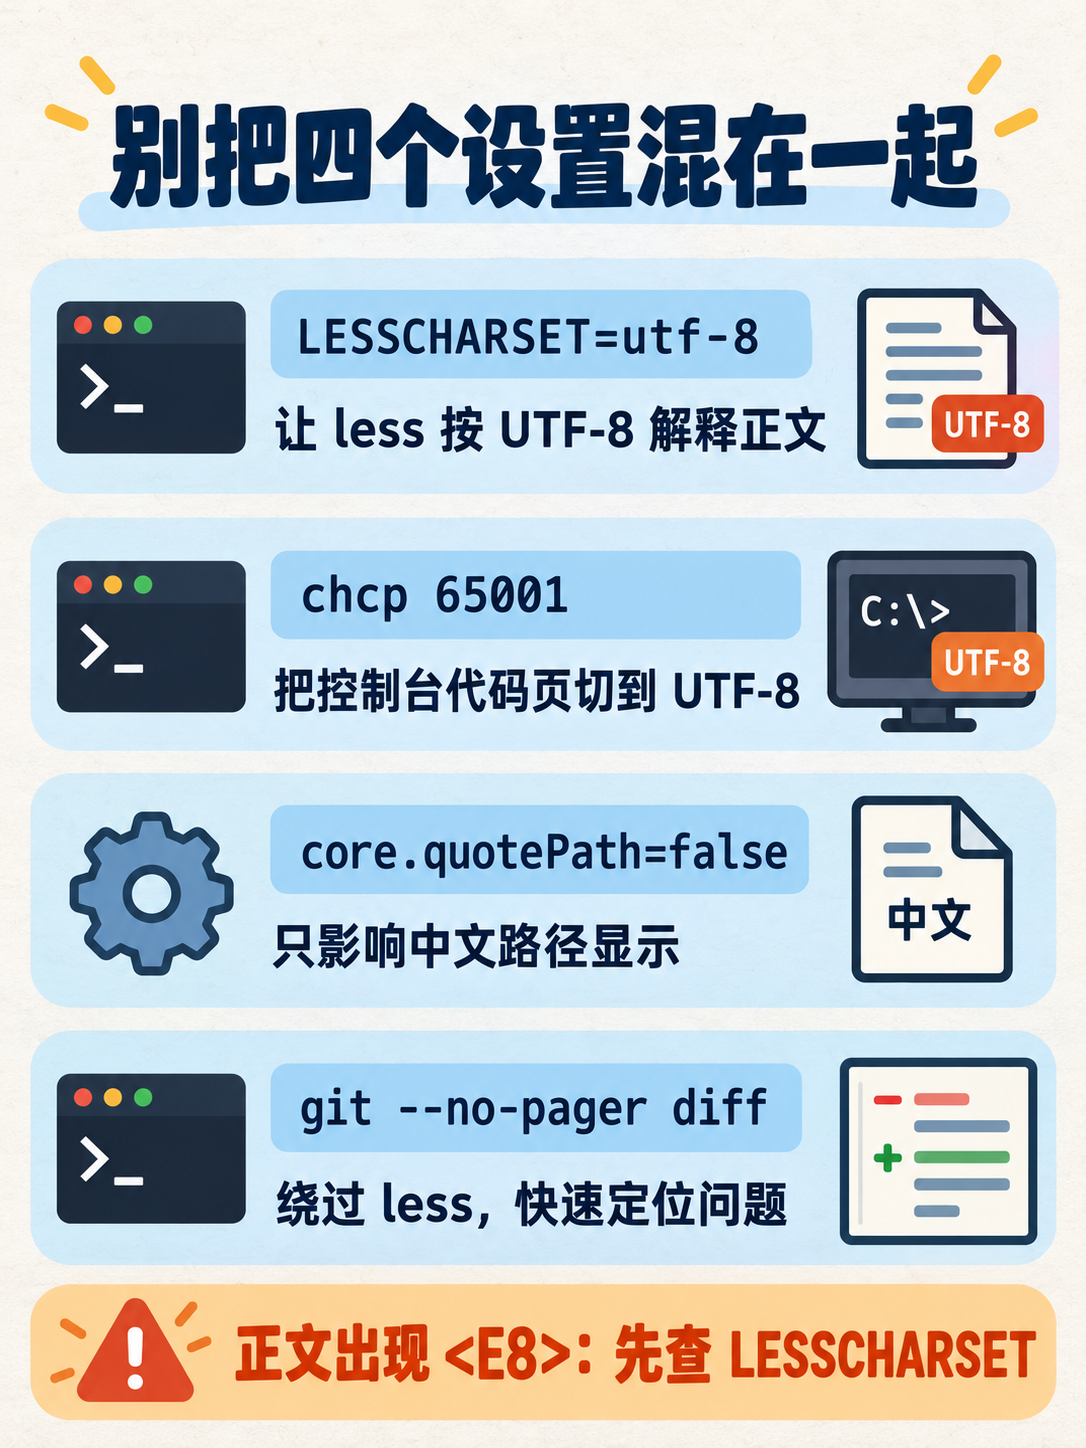 别把四个设置混在一起
>_
LESSCHARSET=utf-8
让 less 按 UTF-8 解释正文
UTF-8
>_
chcp 65001
把控制台代码页切到 UTF-8
C:\>
UTF-8
core.quotePath=false
只影响中文路径显示
中文
>_
git --no-pager diff
绕过 less，快速定位问题
正文出现 <E8>：先查 LESSCHARSET